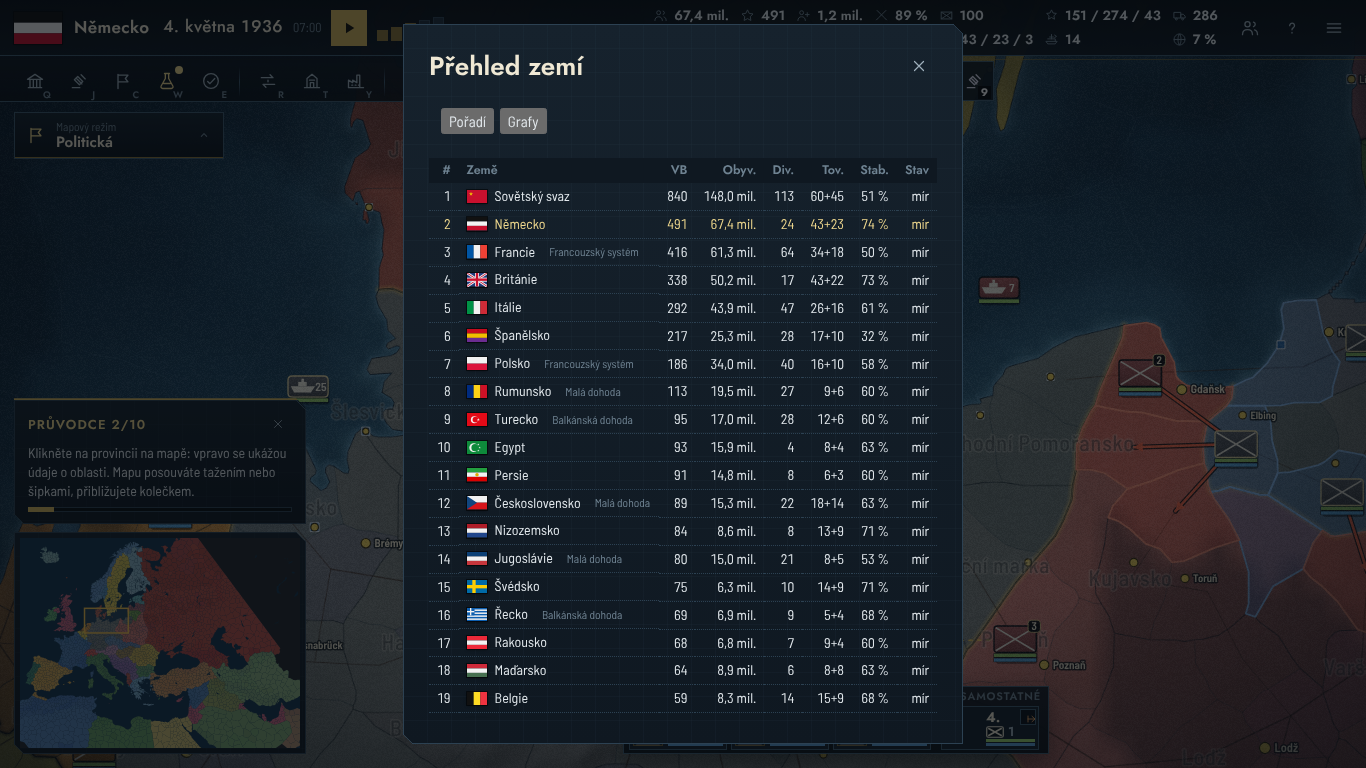 Německo 4. května 1936 07:00
67,4 mil. 491 1,2 mil. 89 % 100 151 / 274 / 43 286
43 / 23 / 3 14 7 %
Q J C W E R T Y
9
Mapový režim
Politická
Přehled zemí
Pořadí Grafy
# Země VB Obyv. Div. Tov. Stab. Stav
1 Sovětský svaz 840 148,0 mil. 113 60+45 51 % mír
2 Německo 491 67,4 mil. 24 43+23 74 % mír
3 Francie Francouzský systém 416 61,3 mil. 64 34+18 50 % mír
4 Británie 338 50,2 mil. 17 43+22 73 % mír
5 Itálie 292 43,9 mil. 47 26+16 61 % mír
6 Španělsko 217 25,3 mil. 28 17+10 32 % mír
7 Polsko Francouzský systém 186 34,0 mil. 40 16+10 58 % mír
8 Rumunsko Malá dohoda 113 19,5 mil. 27 9+6 60 % mír
9 Turecko Balkánská dohoda 95 17,0 mil. 28 12+6 60 % mír
10 Egypt 93 15,9 mil. 4 8+4 63 % mír
11 Persie 91 14,8 mil. 8 6+3 60 % mír
12 Československo Malá dohoda 89 15,3 mil. 22 18+14 63 % mír
13 Nizozemsko 84 8,6 mil. 8 13+9 71 % mír
14 Jugoslávie Malá dohoda 80 15,0 mil. 21 8+5 53 % mír
15 Švédsko 75 6,3 mil. 10 14+9 71 % mír
16 Řecko Balkánská dohoda 69 6,9 mil. 9 5+4 68 % mír
17 Rakousko 68 6,8 mil. 7 9+4 60 % mír
18 Maďarsko 64 8,9 mil. 6 8+8 63 % mír
19 Belgie 59 8,3 mil. 14 15+9 68 % mír
25
PRŮVODCE 2/10
Klikněte na provincii na mapě: vpravo se ukážou
údaje o oblasti. Mapu posouváte tažením nebo
šipkami, přibližujete kolečkem.
Brémy
snabrück
7
2
Gdaňsk
Elbing
hodní Pomořansko
Kujavsko
Toruň
3
Poznaň
SAMOSTATNÉ
4.
1
Lodž
Lodž